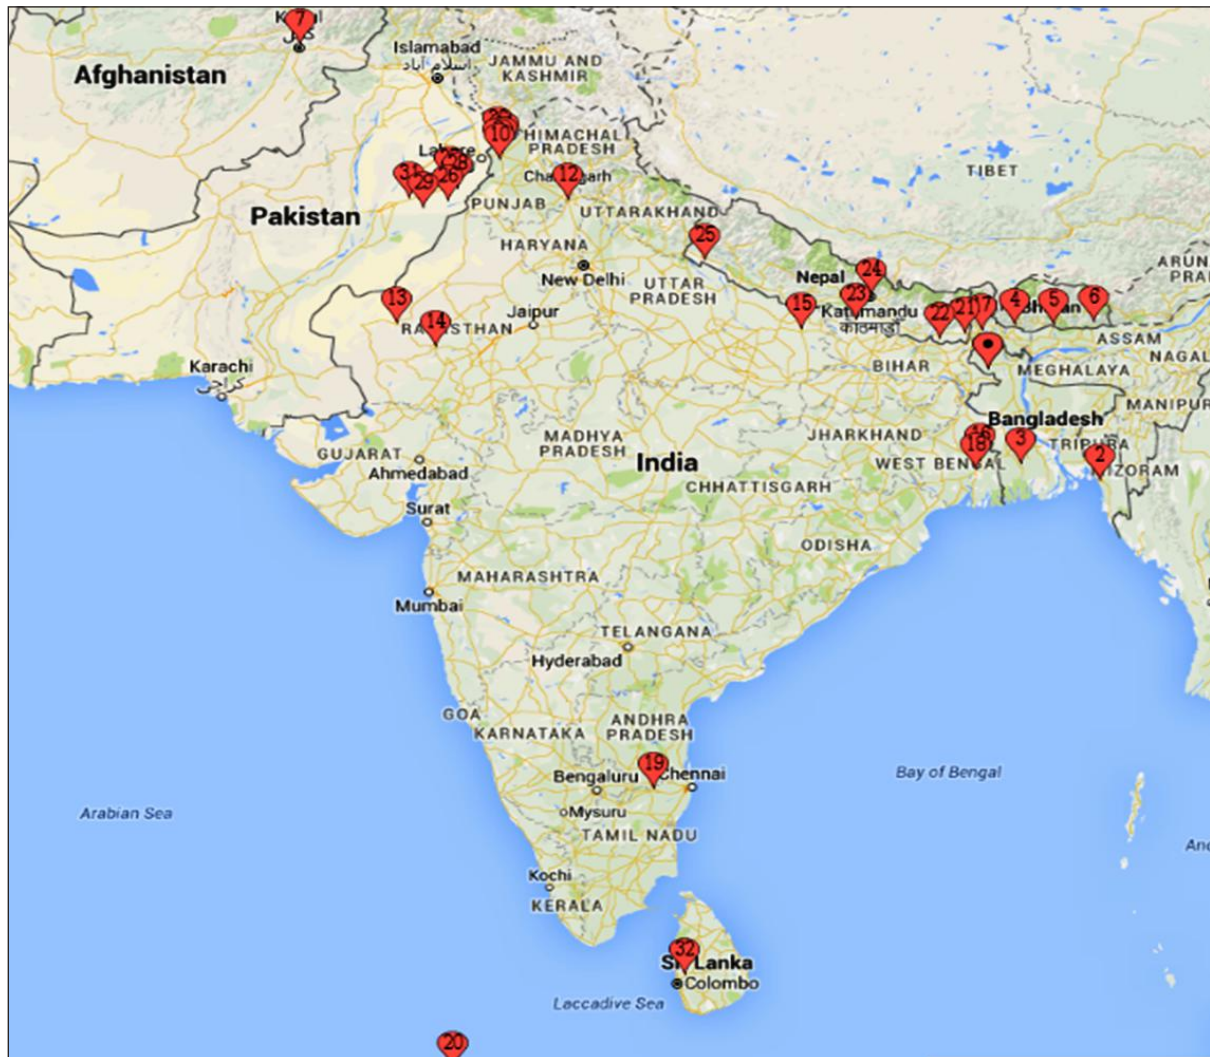 7
Islamabad
اسلام آباد
JAMMU AND
KASHMIR
Afghanistan
10
HIMACHAL
PRADESH
Lahore
28
31
29
26
12
PUNJAB
TIBET
Pakistan
UTTARAKHAND
25
HARYANA
New Delhi
UTTAR
PRADESH
Nepal
24
23
Kathmandu
काठमाडौं
15
22
21
17
4
5
6
13
14
RAJASTHAN
Jaipur
ASSAM
BIHAR
MEGHALAYA
Karachi
كراچى
Bangladesh
MANIPUR
JHARKHAND
18
3
TRIPURA
2
MIZORAM
WEST BENGAL
GUJARAT
Ahmedabad
MADHYA
PRADESH
India
CHHATTISGARH
Surat
ODISHA
MAHARASHTRA
Mumbai
TELANGANA
Hyderabad
GOA
KARNATAKA
ANDHRA
PRADESH
19
Bengaluru
Chennai
Bay of Bengal
Arabian Sea
Mysuru
TAMIL NADU
Kochi
KERALA
32
Sri Lanka
Colombo
Laccadive Sea
20